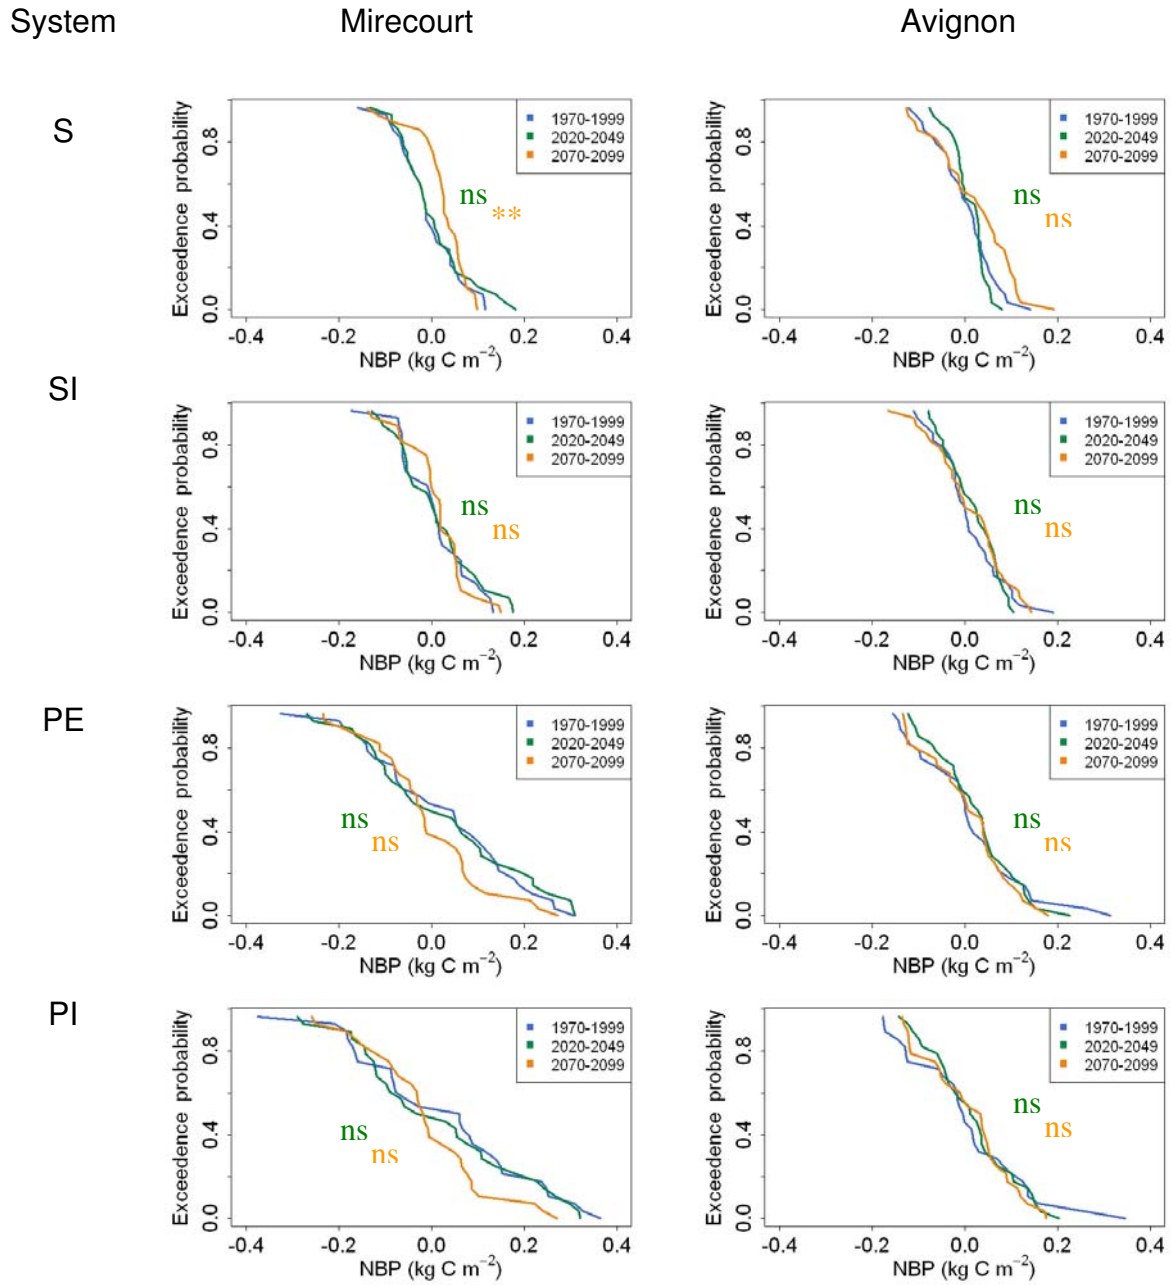 System Mirecourt Avignon
S
Exceedence probability
0.8
0.4
0.0
1970-1999
2020-2049
2070-2099
ns
**
-0.4 -0.2 0.0 0.2 0.4
NBP (kg C m⁻²)
Exceedence probability
0.8
0.4
0.0
1970-1999
2020-2049
2070-2099
ns
ns
-0.4 -0.2 0.0 0.2 0.4
NBP (kg C m⁻²)
SI
Exceedence probability
0.8
0.4
0.0
1970-1999
2020-2049
2070-2099
ns
ns
-0.4 -0.2 0.0 0.2 0.4
NBP (kg C m⁻²)
Exceedence probability
0.8
0.4
0.0
1970-1999
2020-2049
2070-2099
ns
ns
-0.4 -0.2 0.0 0.2 0.4
NBP (kg C m⁻²)
PE
Exceedence probability
0.8
0.4
0.0
1970-1999
2020-2049
2070-2099
ns
ns
-0.4 -0.2 0.0 0.2 0.4
NBP (kg C m⁻²)
Exceedence probability
0.8
0.4
0.0
1970-1999
2020-2049
2070-2099
ns
ns
-0.4 -0.2 0.0 0.2 0.4
NBP (kg C m⁻²)
PI
Exceedence probability
0.8
0.4
0.0
1970-1999
2020-2049
2070-2099
ns
ns
-0.4 -0.2 0.0 0.2 0.4
NBP (kg C m⁻²)
Exceedence probability
0.8
0.4
0.0
1970-1999
2020-2049
2070-2099
ns
ns
-0.4 -0.2 0.0 0.2 0.4
NBP (kg C m⁻²)